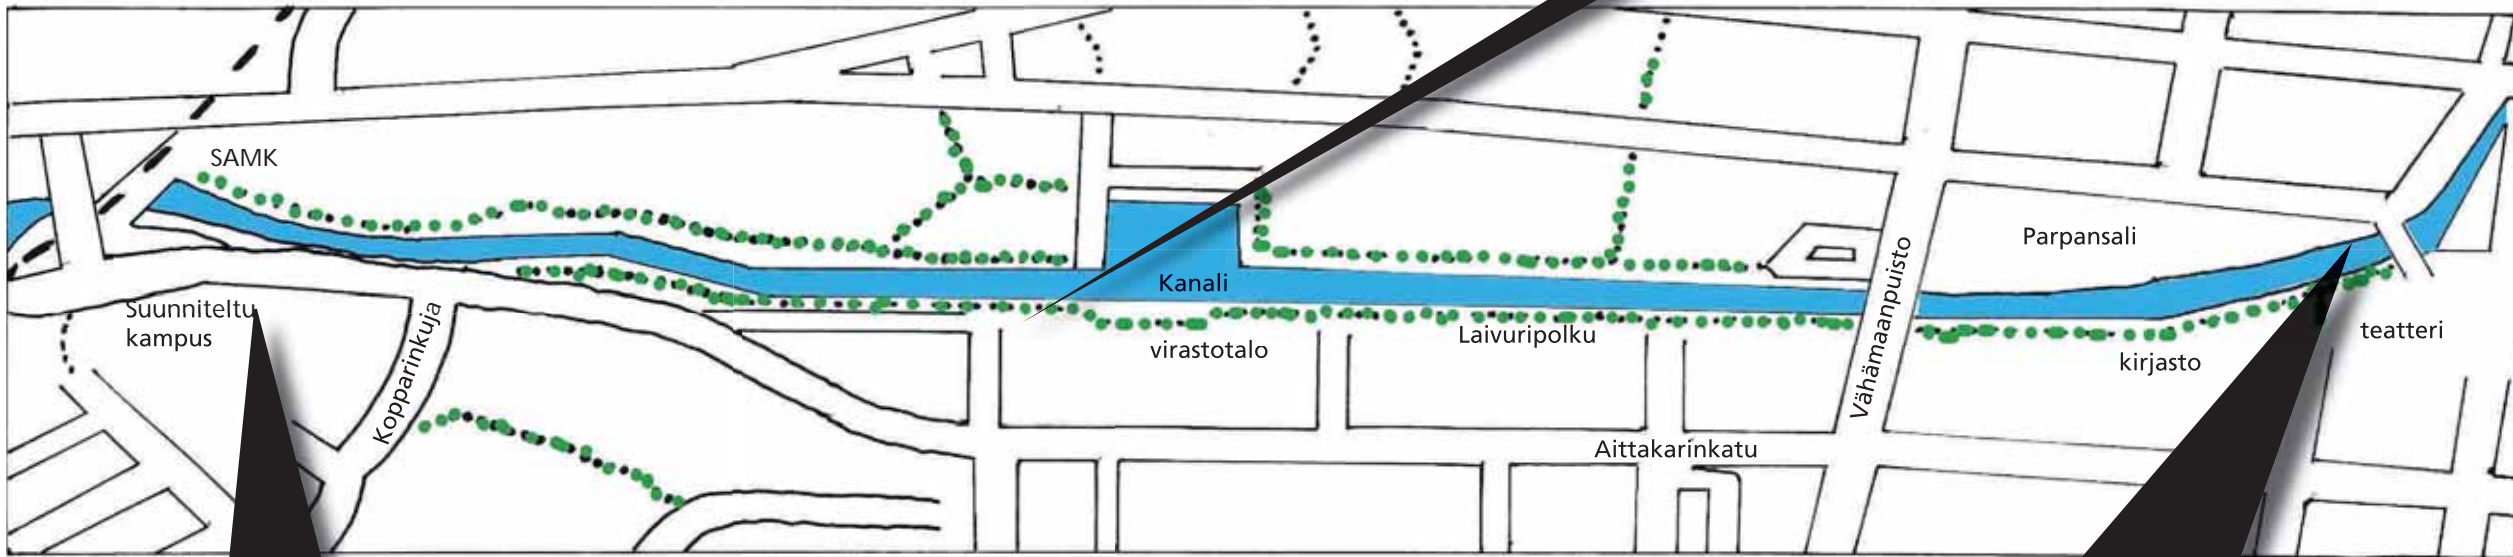 SAMK
Suunniteltu
kampus
Kopparinkuja
Kanali
virastotalo
Laivuripolku
Aittakarinkatu
Vähämaanpuisto
Parpansali
kirjasto
teatteri